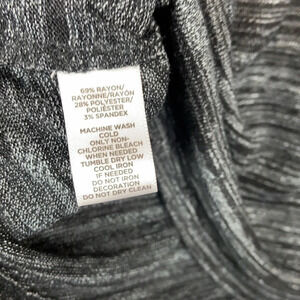 69% RAYON/
RAYONNE/RAYÓN
28% POLYESTER/
POLIÉSTER
3% SPANDEX
MACHINE WASH
COLD
ONLY NON-
CHLORINE BLEACH
WHEN NEEDED
TUMBLE DRY LOW
COOL IRON
IF NEEDED
DO NOT IRON
DECORATION
DO NOT DRY CLEAN